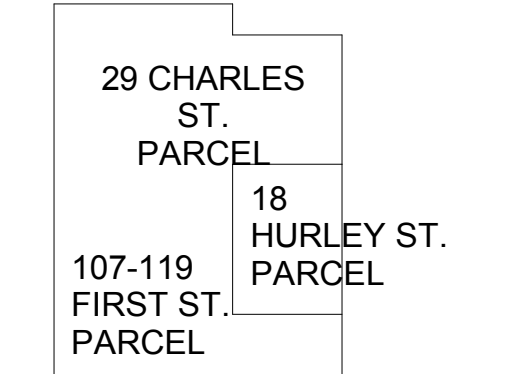 29 CHARLES
ST.
PARCEL
18
HURLEY ST.
PARCEL
107-119
FIRST ST.
PARCEL